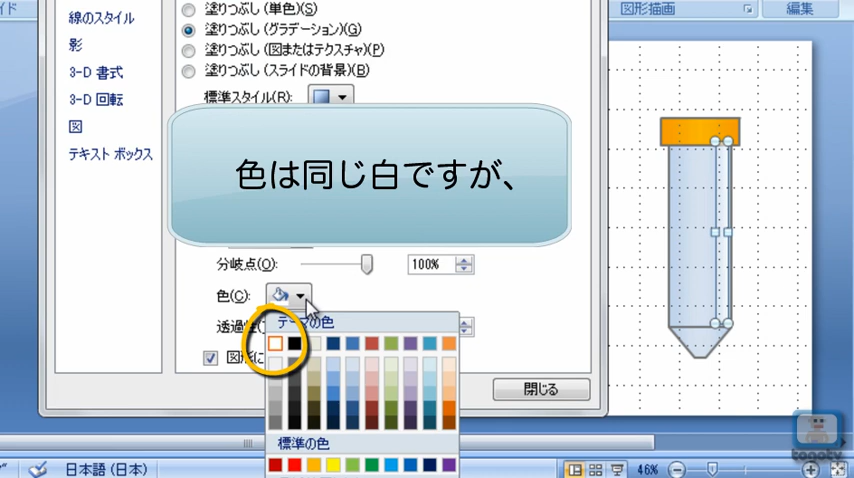 イド
図形描画
編集
線のスタイル
影
3-D 書式
3-D 回転
図
テキスト ボックス
塗りつぶし (単色)(S)
塗りつぶし (グラデーション)(G)
塗りつぶし (図またはテクスチャ)(P)
塗りつぶし (スライドの背景)(B)
標準スタイル(R):
色は同じ白ですが、
分岐点(O):
100%
色(C):
テーマの色
透過性(
図形に
標準の色
閉じる
日本語 (日本)
46%
togotv